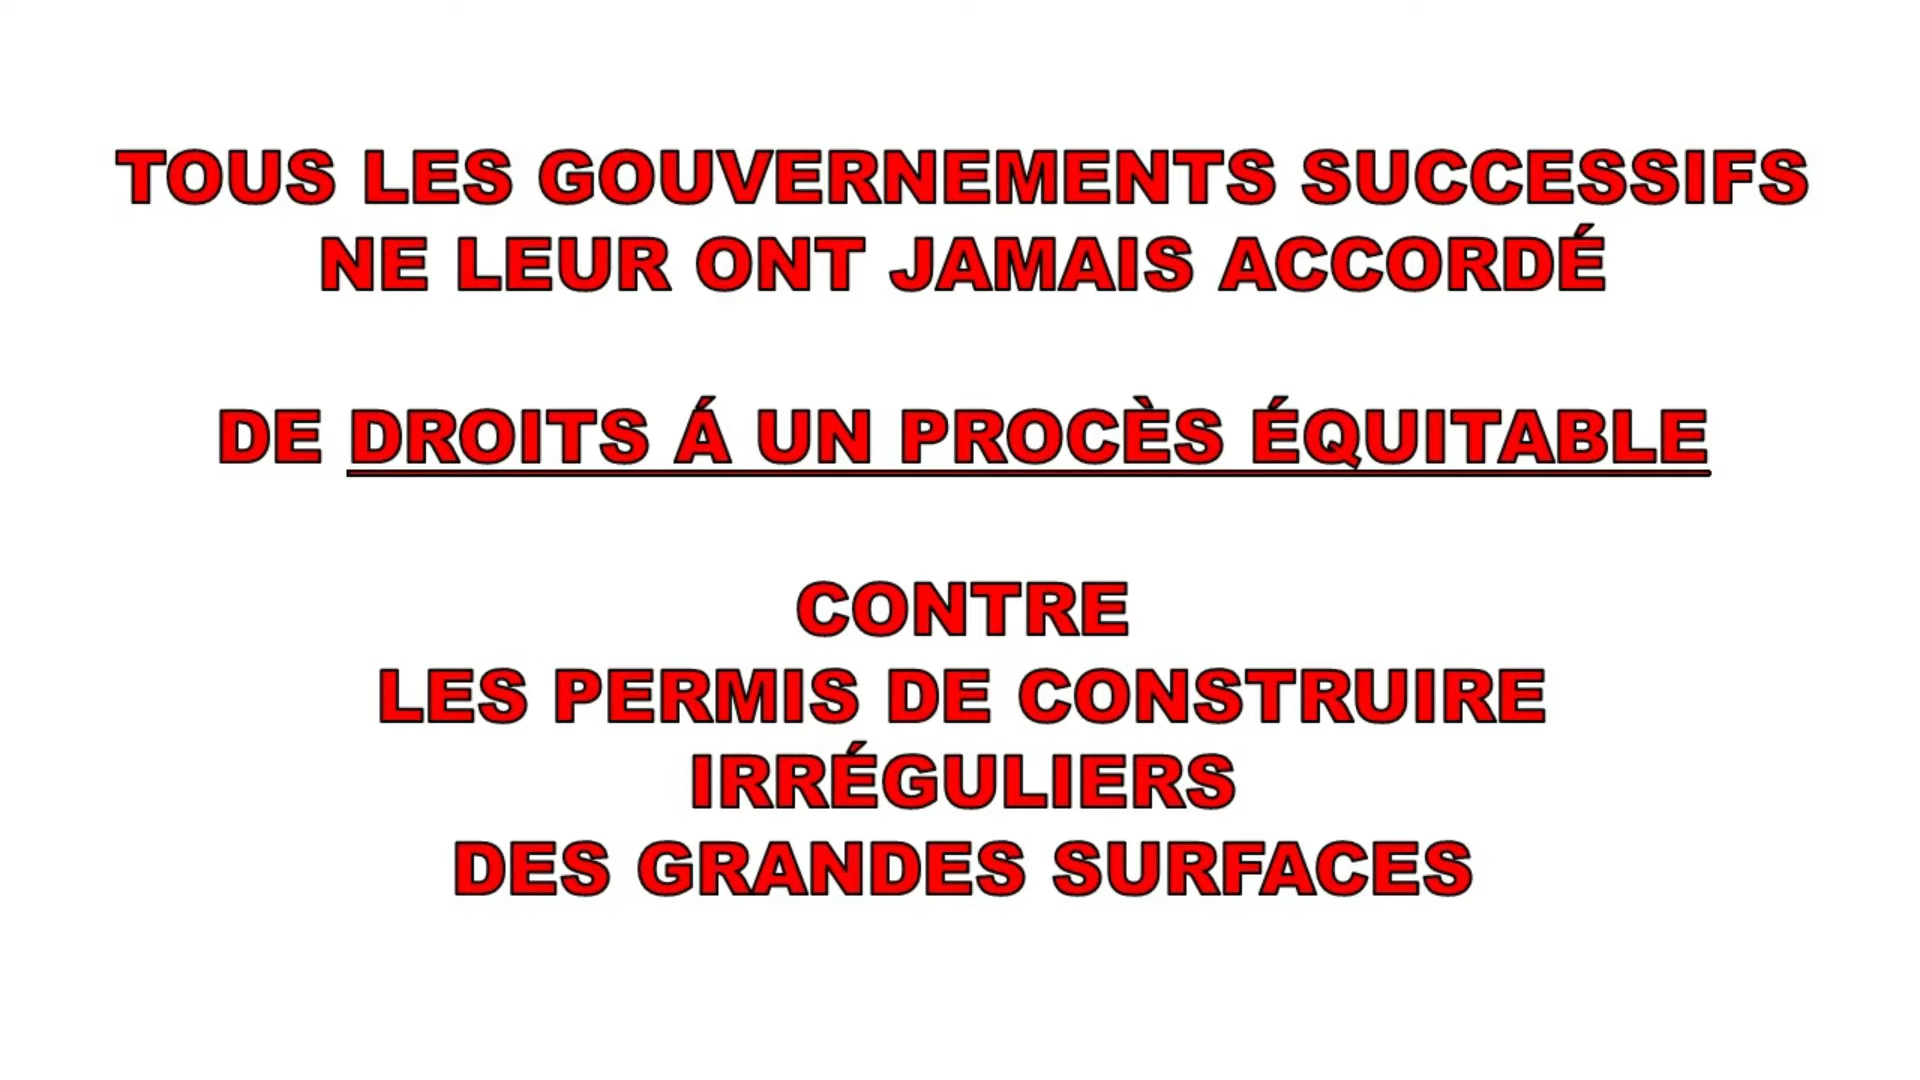 TOUS LES GOUVERNEMENTS SUCCESSIFS
NE LEUR ONT JAMAIS ACCORDÉ
DE DROITS Á UN PROCÈS ÉQUITABLE
CONTRE
LES PERMIS DE CONSTRUIRE
IRRÉGULIERS
DES GRANDES SURFACES